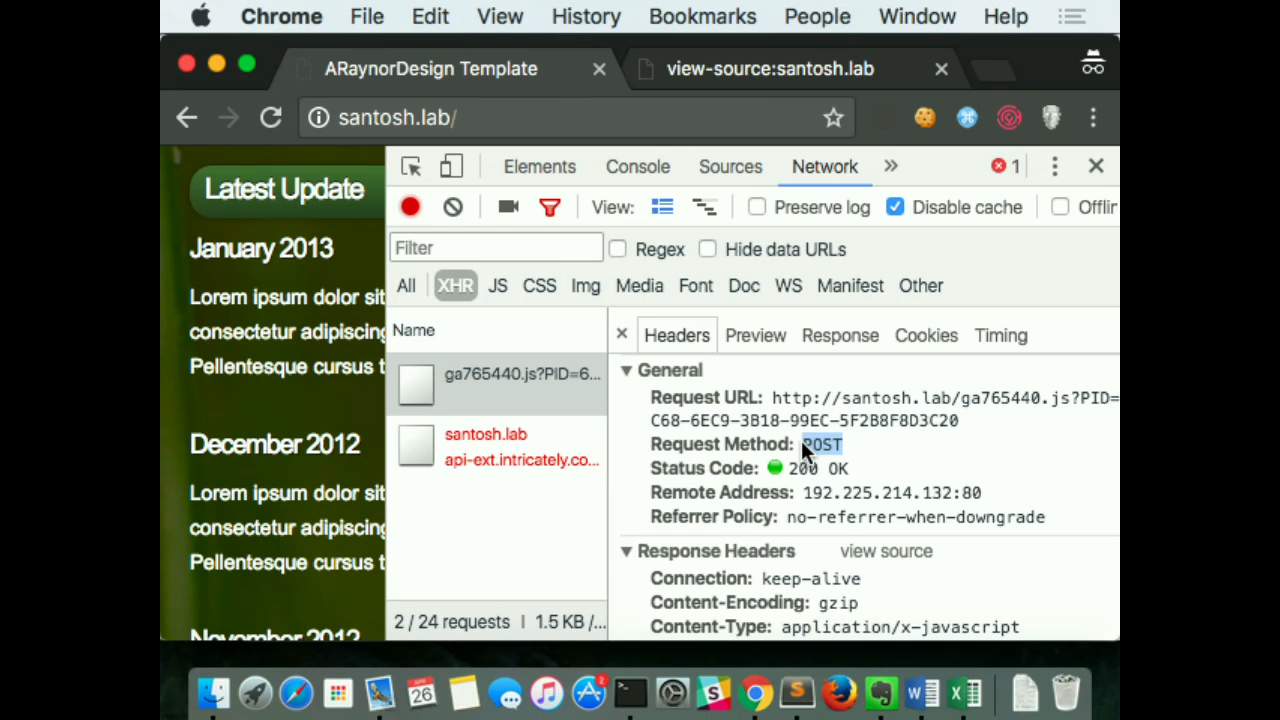 Chrome File Edit View History Bookmarks People Window Help
ARaynorDesign Template
view-source:santosh.lab
santosh.lab/
Elements Console Sources Network 1
View: Preserve log Disable cache
Filter Regex Hide data URLs
All XHR JS CSS Img Media Font Doc WS Manifest Other
Name
Headers Preview Response Cookies Timing
ga765440.js?PID=6...
santosh.lab
api-ext.intricately.co...
2 / 24 requests | 1.5 KB /...
General
Request URL: http://santosh.lab/ga765440.js?PID=
C68-6EC9-3B18-99EC-5F2B8F8D3C20
Request Method: POST
Status Code: 200 OK
Remote Address: 192.225.214.132:80
Referrer Policy: no-referrer-when-downgrade
Response Headers view source
Connection: keep-alive
Content-Encoding: gzip
Content-Type: application/x-javascript
Latest Update
January 2013
Lorem ipsum dolor sit
consectetur adipiscing
Pellentesque cursus t
December 2012
Lorem ipsum dolor sit
consectetur adipiscing
Pellentesque cursus t
November 2012
26
2